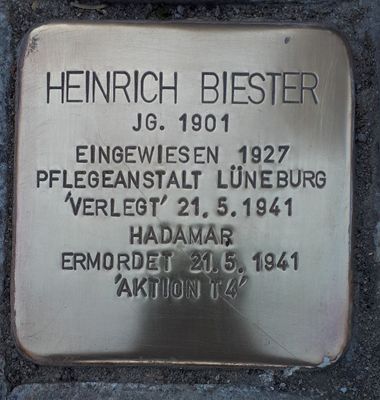 HEINRICH BIESTER
JG. 1901
EINGEWIESEN 1927
PFLEGEANSTALT LÜNEBURG
'VERLEGT' 21.5.1941
HADAMAR
ERMORDET 21.5.1941
'AKTION T4'